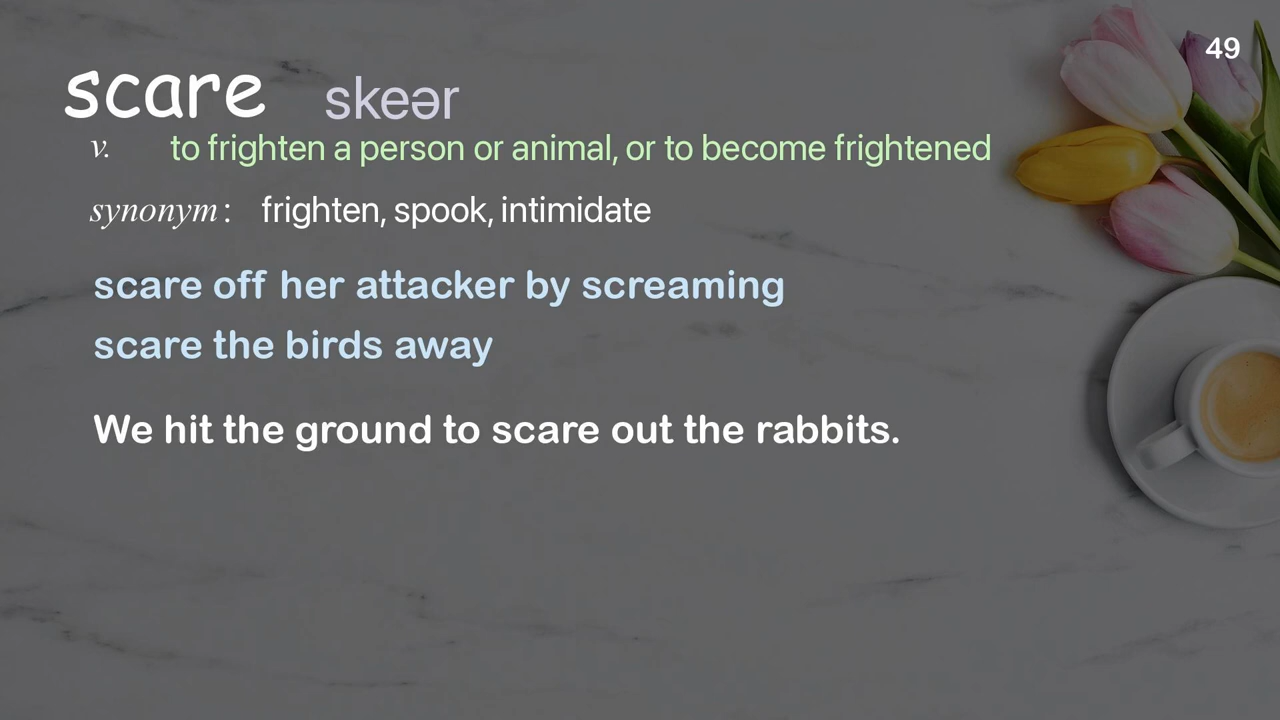 49
scare skeər
v. to frighten a person or animal, or to become frightened
synonym: frighten, spook, intimidate
scare off her attacker by screaming
scare the birds away
We hit the ground to scare out the rabbits.